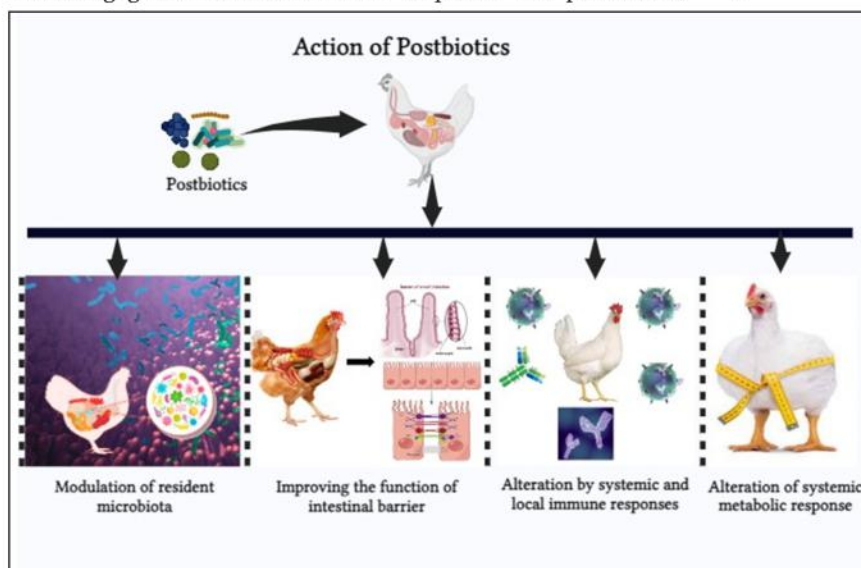 Action of Postbiotics
Postbiotics
Modulation of resident
microbiota
Improving the function of
intestinal barrier
Alteration by systemic and
local immune responses
Alteration of systemic
metabolic response